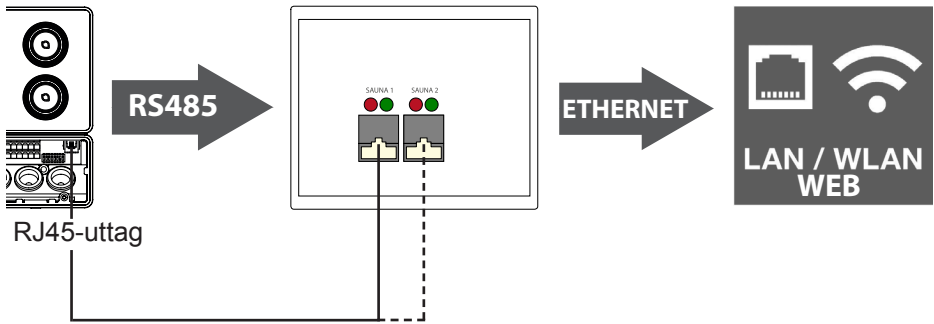 RS485
SAUNA 1 SAUNA 2
ETHERNET
LAN / WLAN
WEB
RJ45-uttag